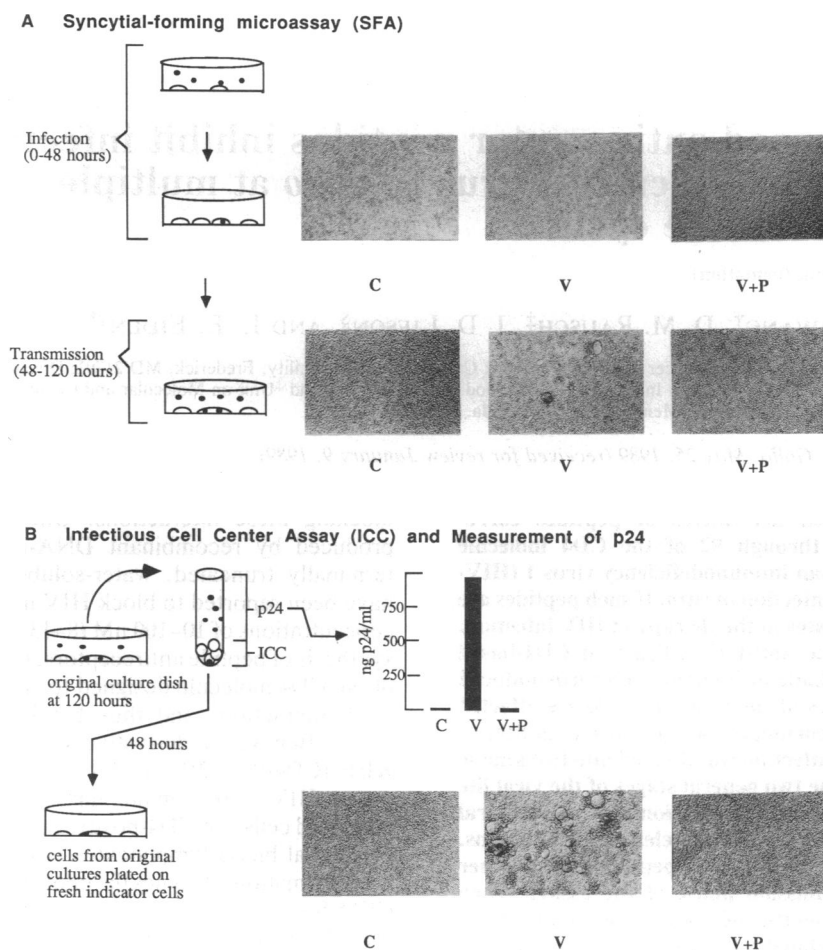 A Syncytial-forming microassay (SFA)
Infection
(0-48 hours)
C V V+P
Transmission
(48-120 hours)
C V V+P
B Infectious Cell Center Assay (ICC) and Measurement of p24
P24
ICC
original culture dish
at 120 hours
ng p24/ml
750
500
250
C V V+P
48 hours
cells from original
cultures plated on
fresh indicator cells
C V V+P